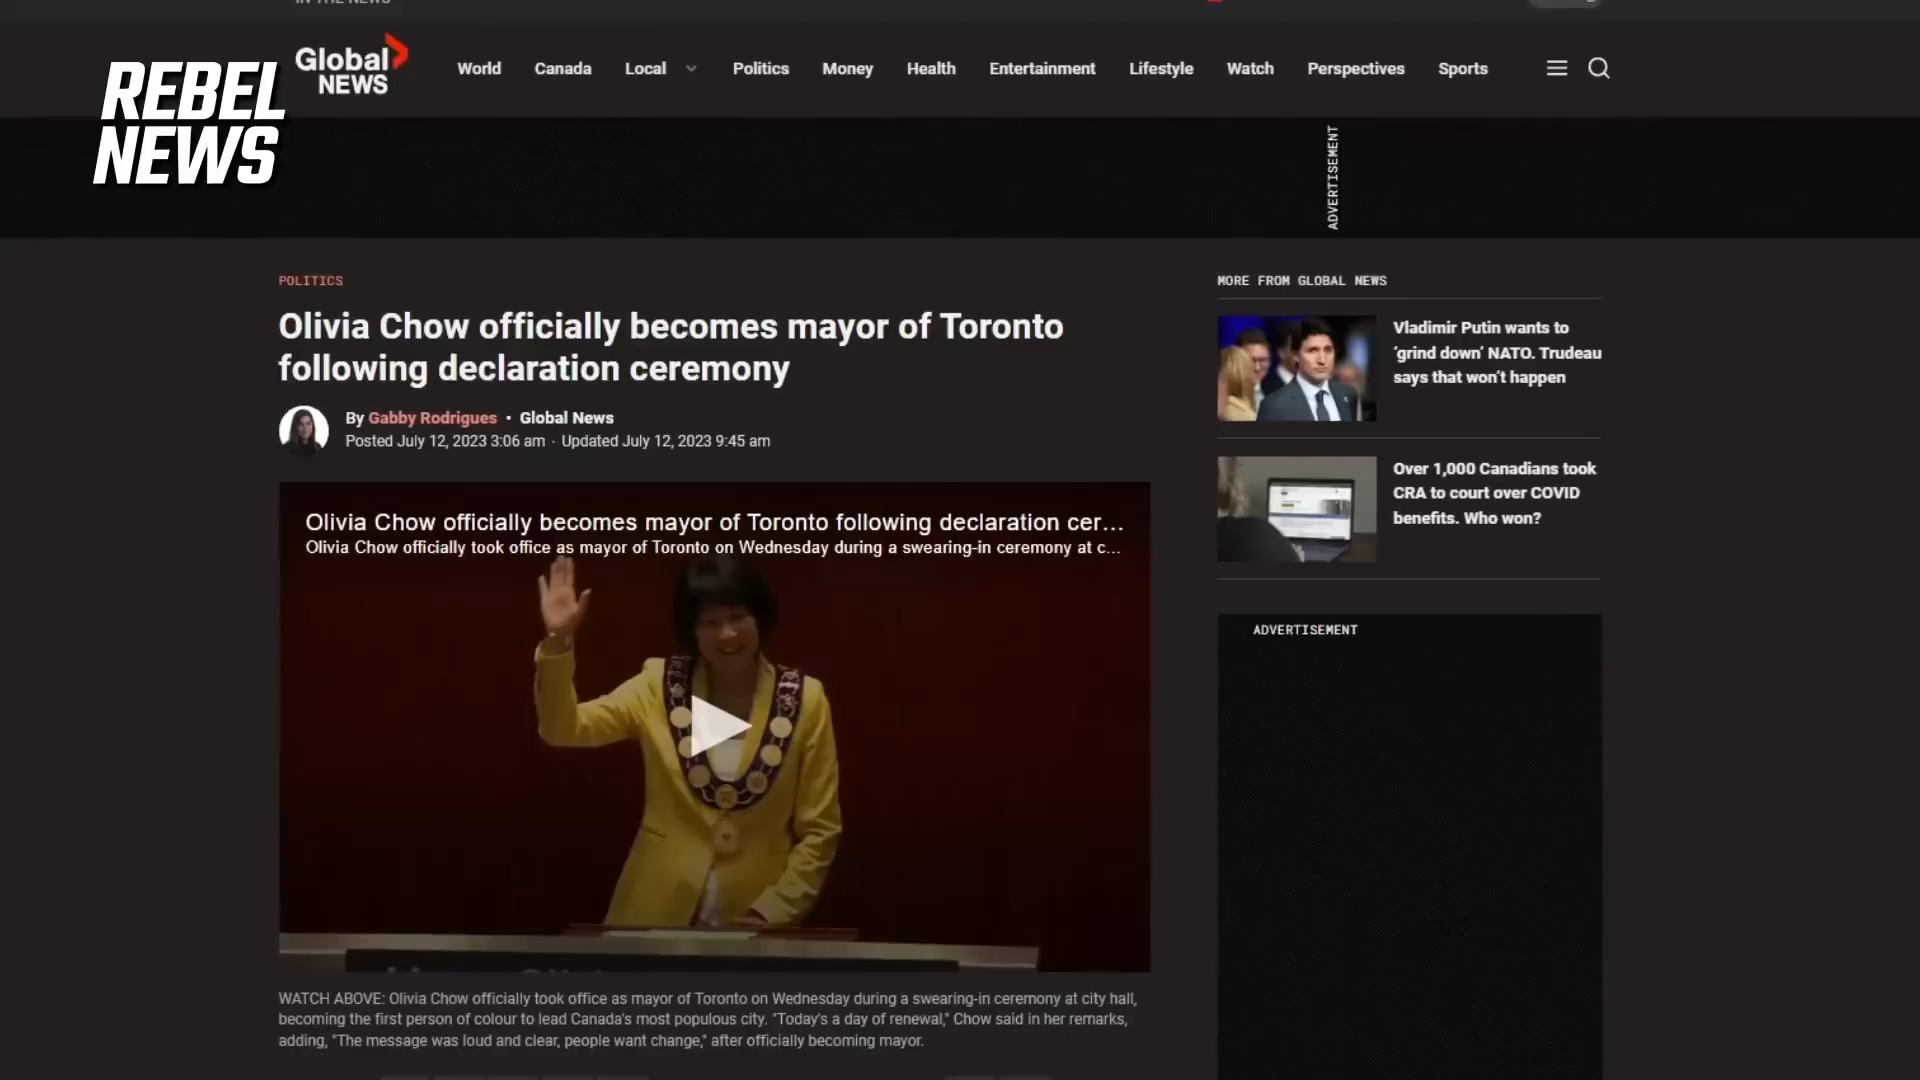 IN THE NEWS
REBEL
NEWS
Global
NEWS
World Canada Local Politics Money Health Entertainment Lifestyle Watch Perspectives Sports
ADVERTISEMENT
POLITICS
Olivia Chow officially becomes mayor of Toronto
following declaration ceremony
By Gabby Rodrigues • Global News
Posted July 12, 2023 3:06 am · Updated July 12, 2023 9:45 am
Olivia Chow officially becomes mayor of Toronto following declaration cer...
Olivia Chow officially took office as mayor of Toronto on Wednesday during a swearing-in ceremony at c...
WATCH ABOVE: Olivia Chow officially took office as mayor of Toronto on Wednesday during a swearing-in ceremony at city hall,
becoming the first person of colour to lead Canada's most populous city. "Today's a day of renewal," Chow said in her remarks,
adding, "The message was loud and clear, people want change," after officially becoming mayor.
MORE FROM GLOBAL NEWS
Vladimir Putin wants to
‘grind down’ NATO. Trudeau
says that won’t happen
Over 1,000 Canadians took
CRA to court over COVID
benefits. Who won?
ADVERTISEMENT